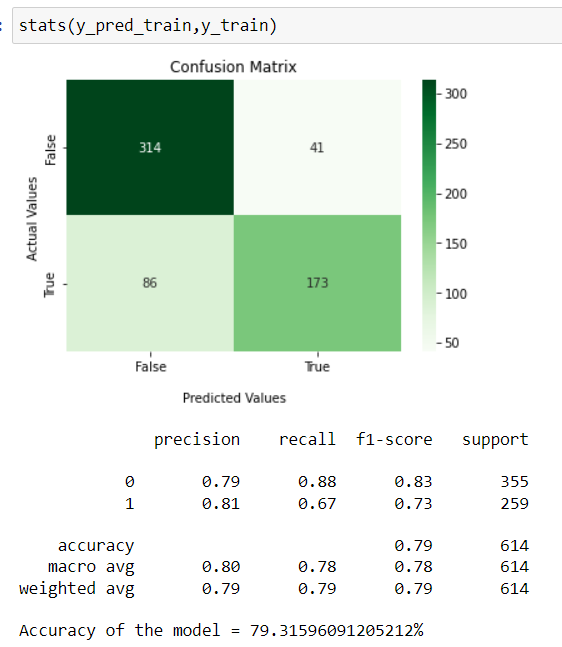 : stats(y_pred_train,y_train)
Confusion Matrix
Actual Values
False
True
314 41
86 173
False True
Predicted Values
300
250
200
150
100
50
precision recall f1-score support
0 0.79 0.88 0.83 355
1 0.81 0.67 0.73 259
accuracy 0.79 614
macro avg 0.80 0.78 0.78 614
weighted avg 0.79 0.79 0.79 614
Accuracy of the model = 79.31596091205212%